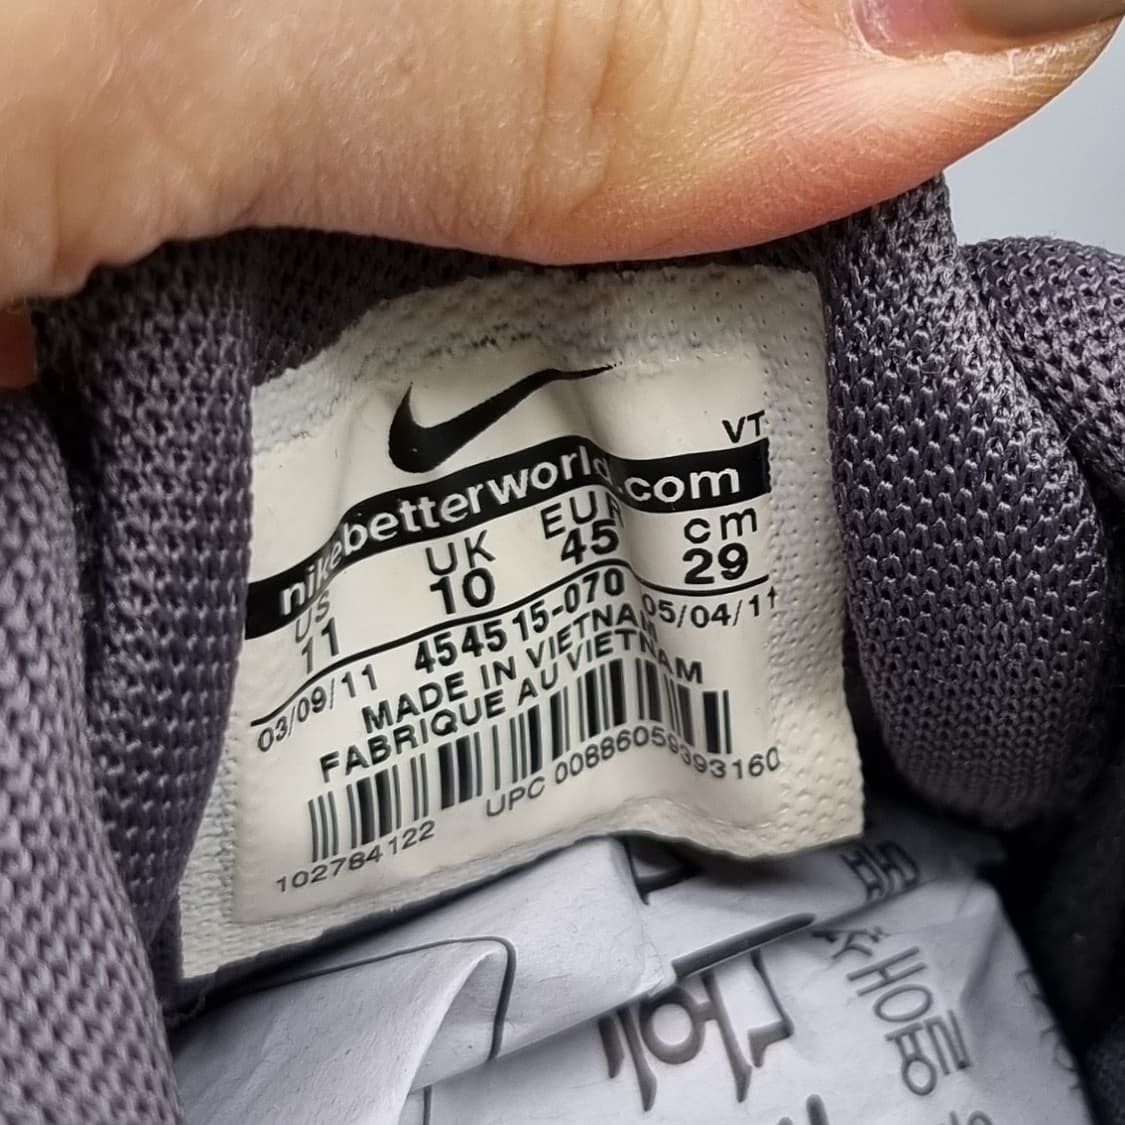 VT
nikebetterworld.com
US UK EUR cm
11 10 45 29
03/09/11 454515-070 05/04/11
MADE IN VIETNAM
FABRIQUE AU VIETNAM
UPC 00886059393160
102784122